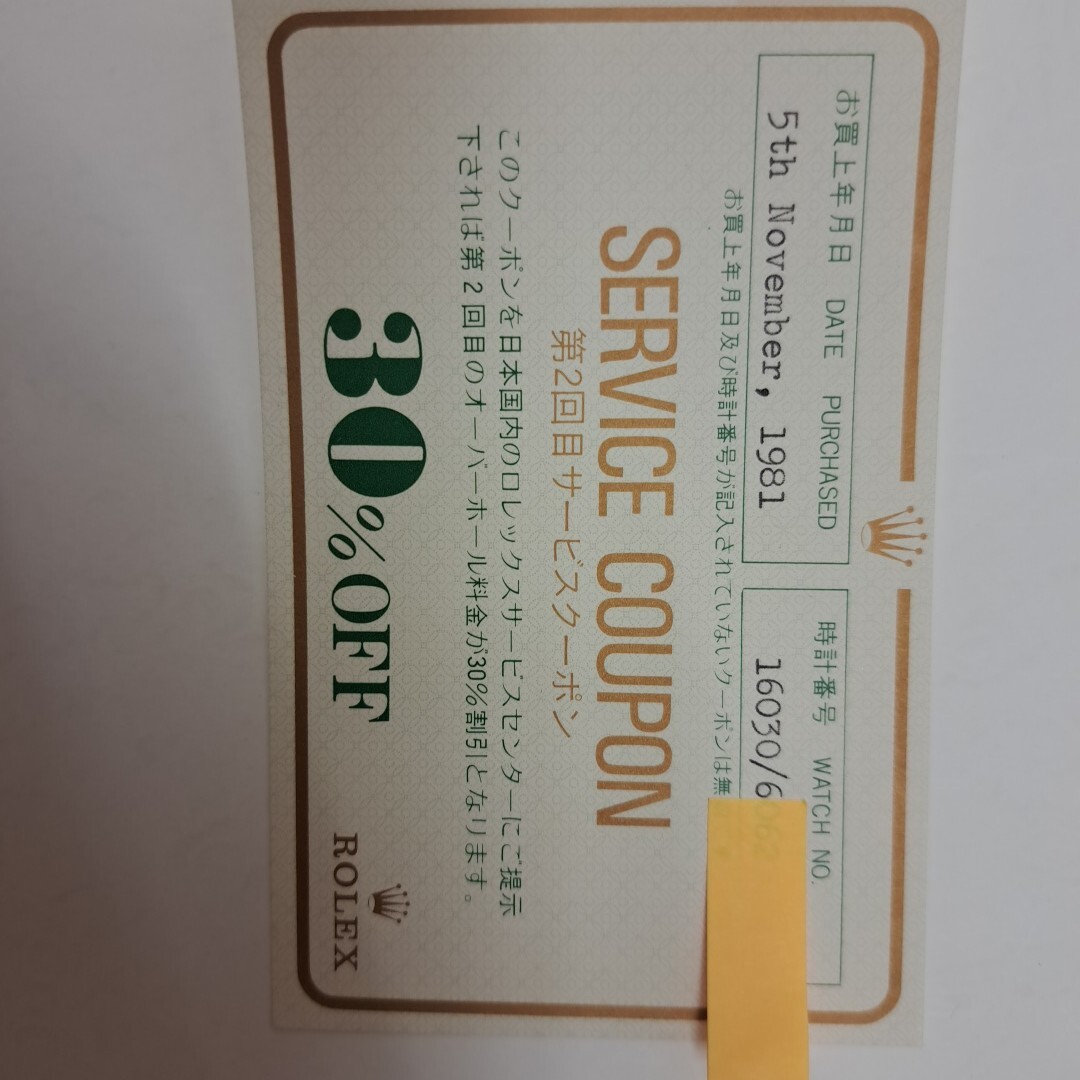 お買上年月日 DATE PURCHASED
5th November, 1981
時計番号 WATCH NO.
16030/6
お買上年月日及び時計番号が記入されていないクーポンは無
SERVICE COUPON
第2回目サービスクーポン
このクーポンを日本国内のロレックスサービスセンターにご提示
下されば第2回目のオーバーホール料金が30%割引となります。
30%OFF
ROLEX